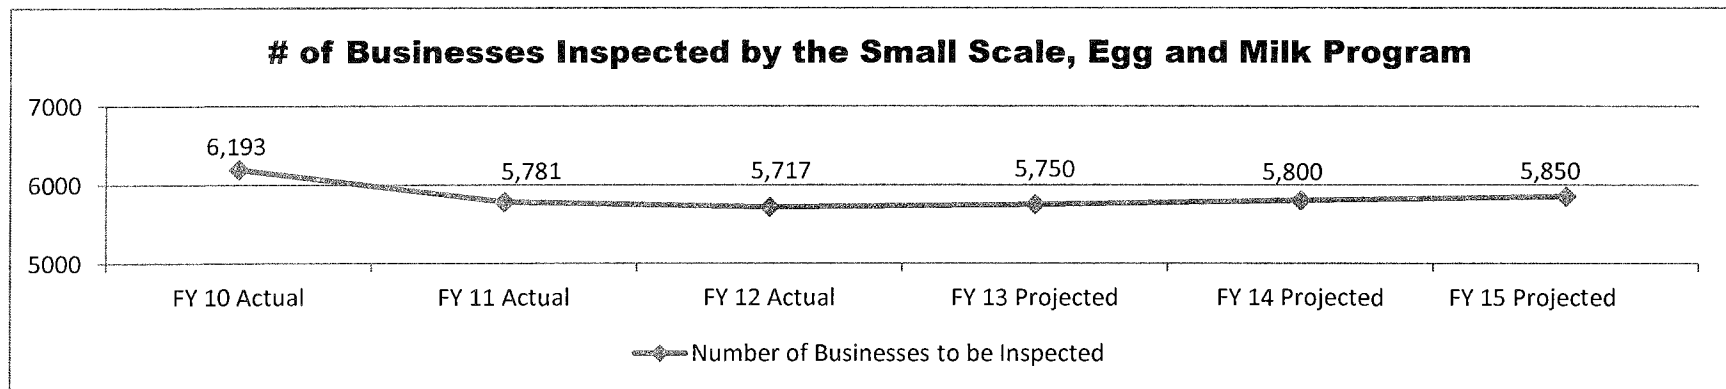 # of Businesses Inspected by the Small Scale, Egg and Milk Program
7000
6,193
5,781
5,717
5,750
5,800
5,850
6000
5000
FY 10 Actual
FY 11 Actual
FY 12 Actual
FY 13 Projected
FY 14 Projected
FY 15 Projected
Number of Businesses to be Inspected